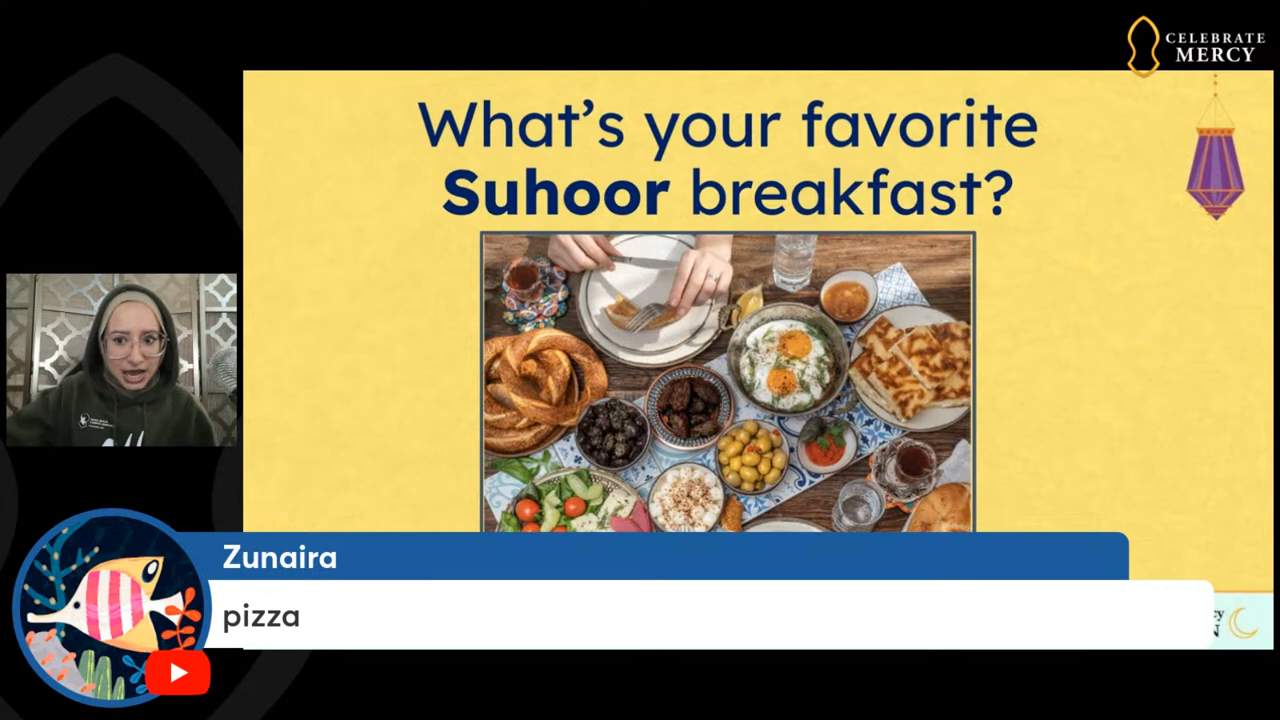 CELEBRATE
MERCY
What's your favorite
Suhoor breakfast?
Zunaira
pizza